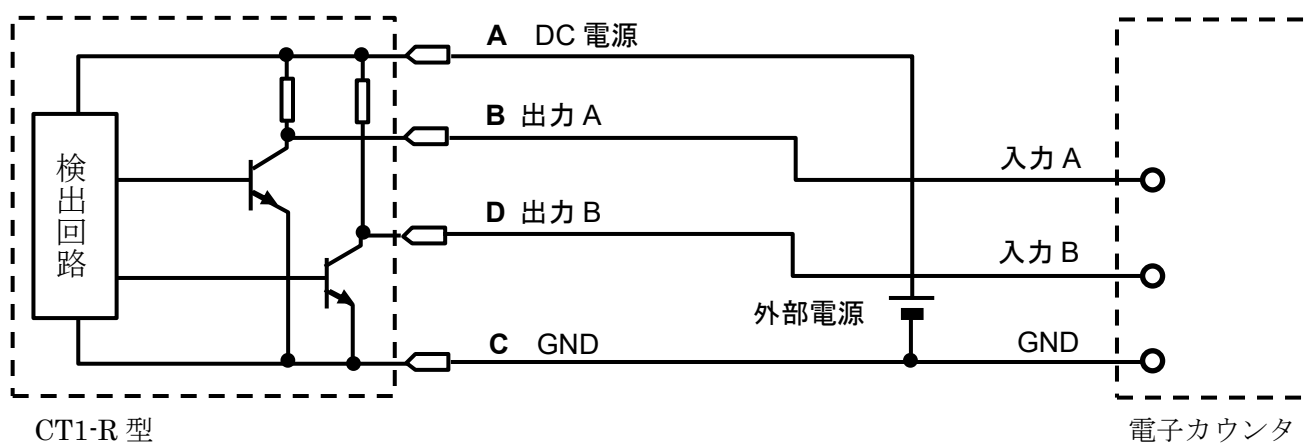 A DC 電源
B 出力 A
入力 A
検出回路
D 出力 B
入力 B
外部電源
C GND
GND
CT1-R 型
電子カウンタ